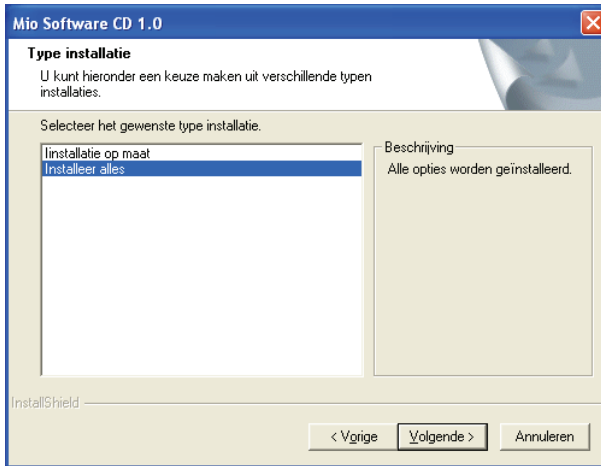 Mio Software CD 1.0
Type installatie
U kunt hieronder een keuze maken uit verschillende typen
installaties.
Selecteer het gewenste type installatie.
Iinstallatie op maat
Installeer alles
Beschrijving
Alle opties worden geïnstalleerd.
InstallShield
< Vorige
Volgende >
Annuleren